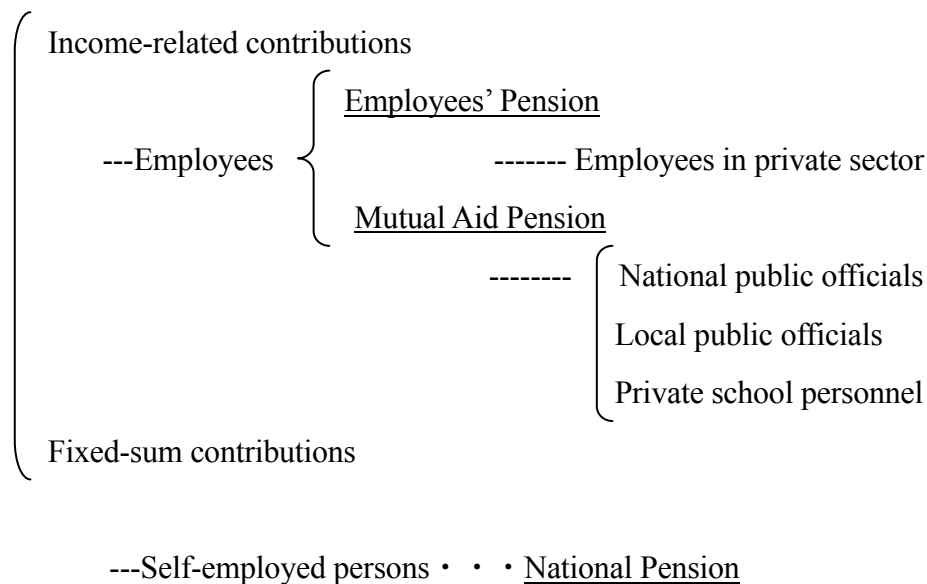 Income-related contributions
Employees’ Pension
---Employees
------- Employees in private sector
Mutual Aid Pension
-------- National public officials
Local public officials
Private school personnel
Fixed-sum contributions
---Self-employed persons・・・National Pension